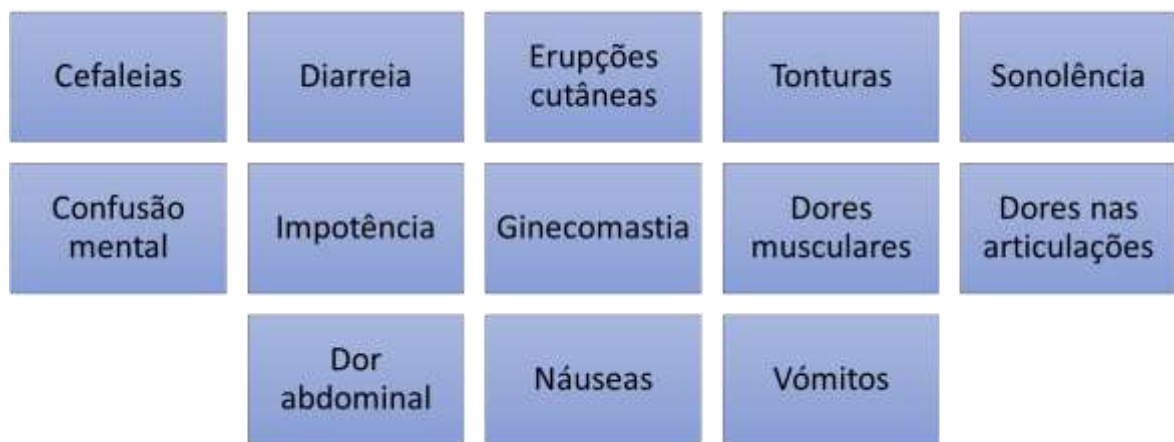 Cefaleias
Diarreia
Erupções
cutâneas
Tonturas
Sonolência
Confusão
mental
Impotência
Ginecomastia
Dores
musculares
Dores nas
articulações
Dor
abdominal
Náuseas
Vómitos